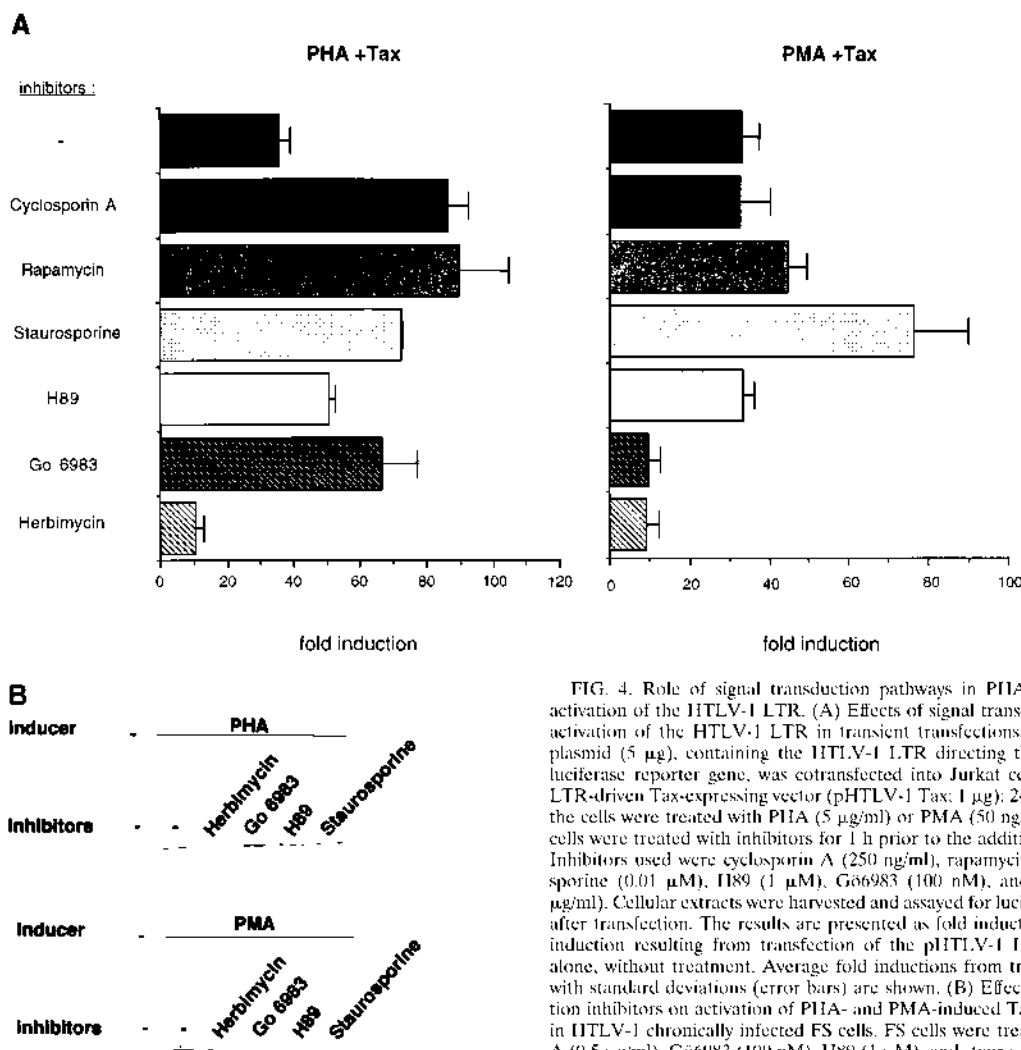 A
PHA +Tax
PMA +Tax
inhibitors :
-
Cyclosporin A
Rapamycin
Staurosporine
H89
Go 6983
Herbimycin
0 20 40 60 80 100 120
0 20 40 60 80 100
fold induction
fold induction
B
Inducer - PHA
Inhibitors - - Herbimycin Go 6983 H89 Staurosporine
Inducer - PMA
Inhibitors - - Herbimycin Go 6983 H89 Staurosporine
FIG. 4. Role of signal transduction pathways in PHA
activation of the HTLV-1 LTR. (A) Effects of signal trans
activation of the HTLV-1 LTR in transient transfections.
plasmid (5 μg), containing the HTLV-1 LTR directing
luciferase reporter gene, was cotransfected into Jurkat
LTR-driven Tax-expressing vector (pHTLV-1 Tax; 1 μg);
the cells were treated with PHA (5 μg/ml) or PMA (50
cells were treated with inhibitors for 1 h prior to the
Inhibitors used were cyclosporin A (250 ng/ml),
sporine (0.01 μM), H89 (1 μM), Gö6983 (100 nM),
μg/ml). Cellular extracts were harvested and assayed for
after transfection. The results are presented as fold
induction resulting from transfection of the pHTLV-1
alone, without treatment. Average fold inductions from
with standard deviations (error bars) are shown. (B)
tion inhibitors on activation of PHA- and PMA-induced
in HTLV-1 chronically infected FS cells. FS cells were